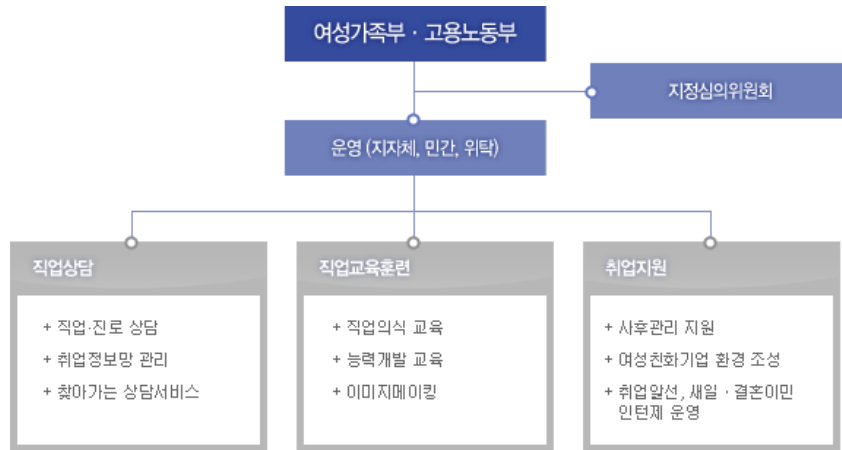 여성가족부 · 고용노동부
지정심의위원회
운영 (지자체, 민간, 위탁)
직업상담
+ 직업·진로 상담
+ 취업정보망 관리
+ 찾아가는 상담서비스
직업교육훈련
+ 직업의식 교육
+ 능력개발 교육
+ 이미지메이킹
취업지원
+ 사후관리 지원
+ 여성친화기업 환경 조성
+ 취업알선, 새일 · 결혼이민
인턴제 운영